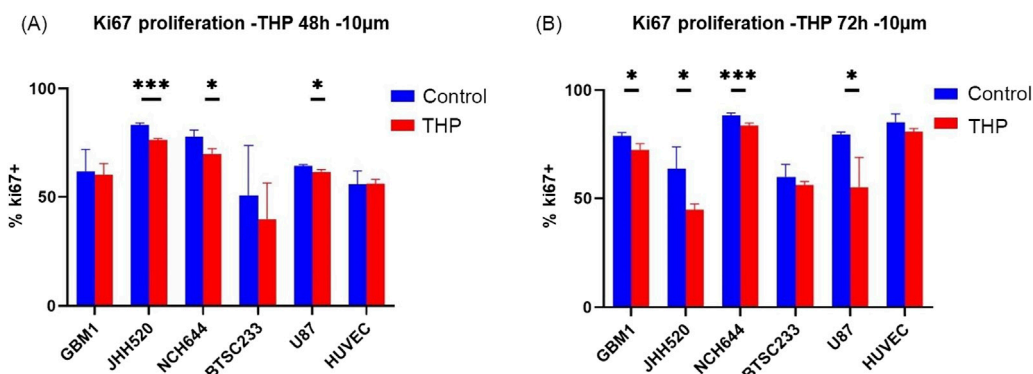 (A)
Ki67 proliferation -THP 48h -10µm
*** * *
Control
THP
% ki67+
100
50
0
GBM1
JHH520
NCH644
BTSC233
U87
HUVEC
(B)
Ki67 proliferation -THP 72h -10µm
* * *** *
Control
THP
% ki67+
100
50
0
GBM1
JHH520
NCH644
BTSC233
U87
HUVEC